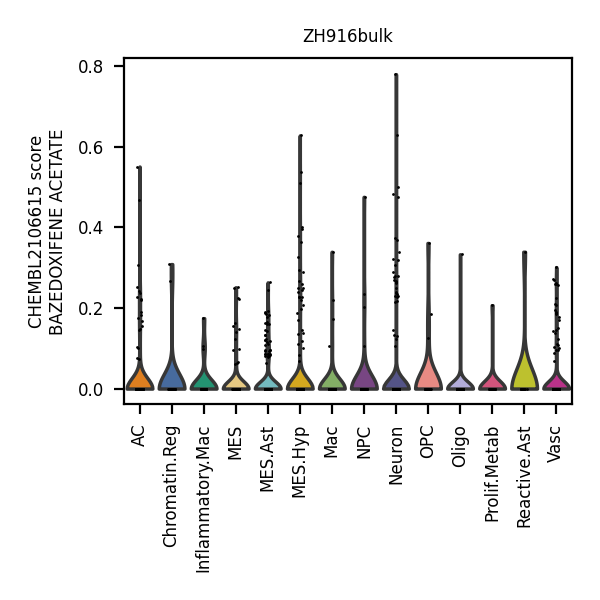 ZH916bulk
CHEMBL2106615 score
BAZEDOXIFENE ACETATE
0.8
0.6
0.4
0.2
0.0
AC
Chromatin.Reg
Inflammatory.Mac
MES
MES.Ast
MES.Hyp
Mac
NPC
Neuron
OPC
Oligo
Prolif.Metab
Reactive.Ast
Vasc